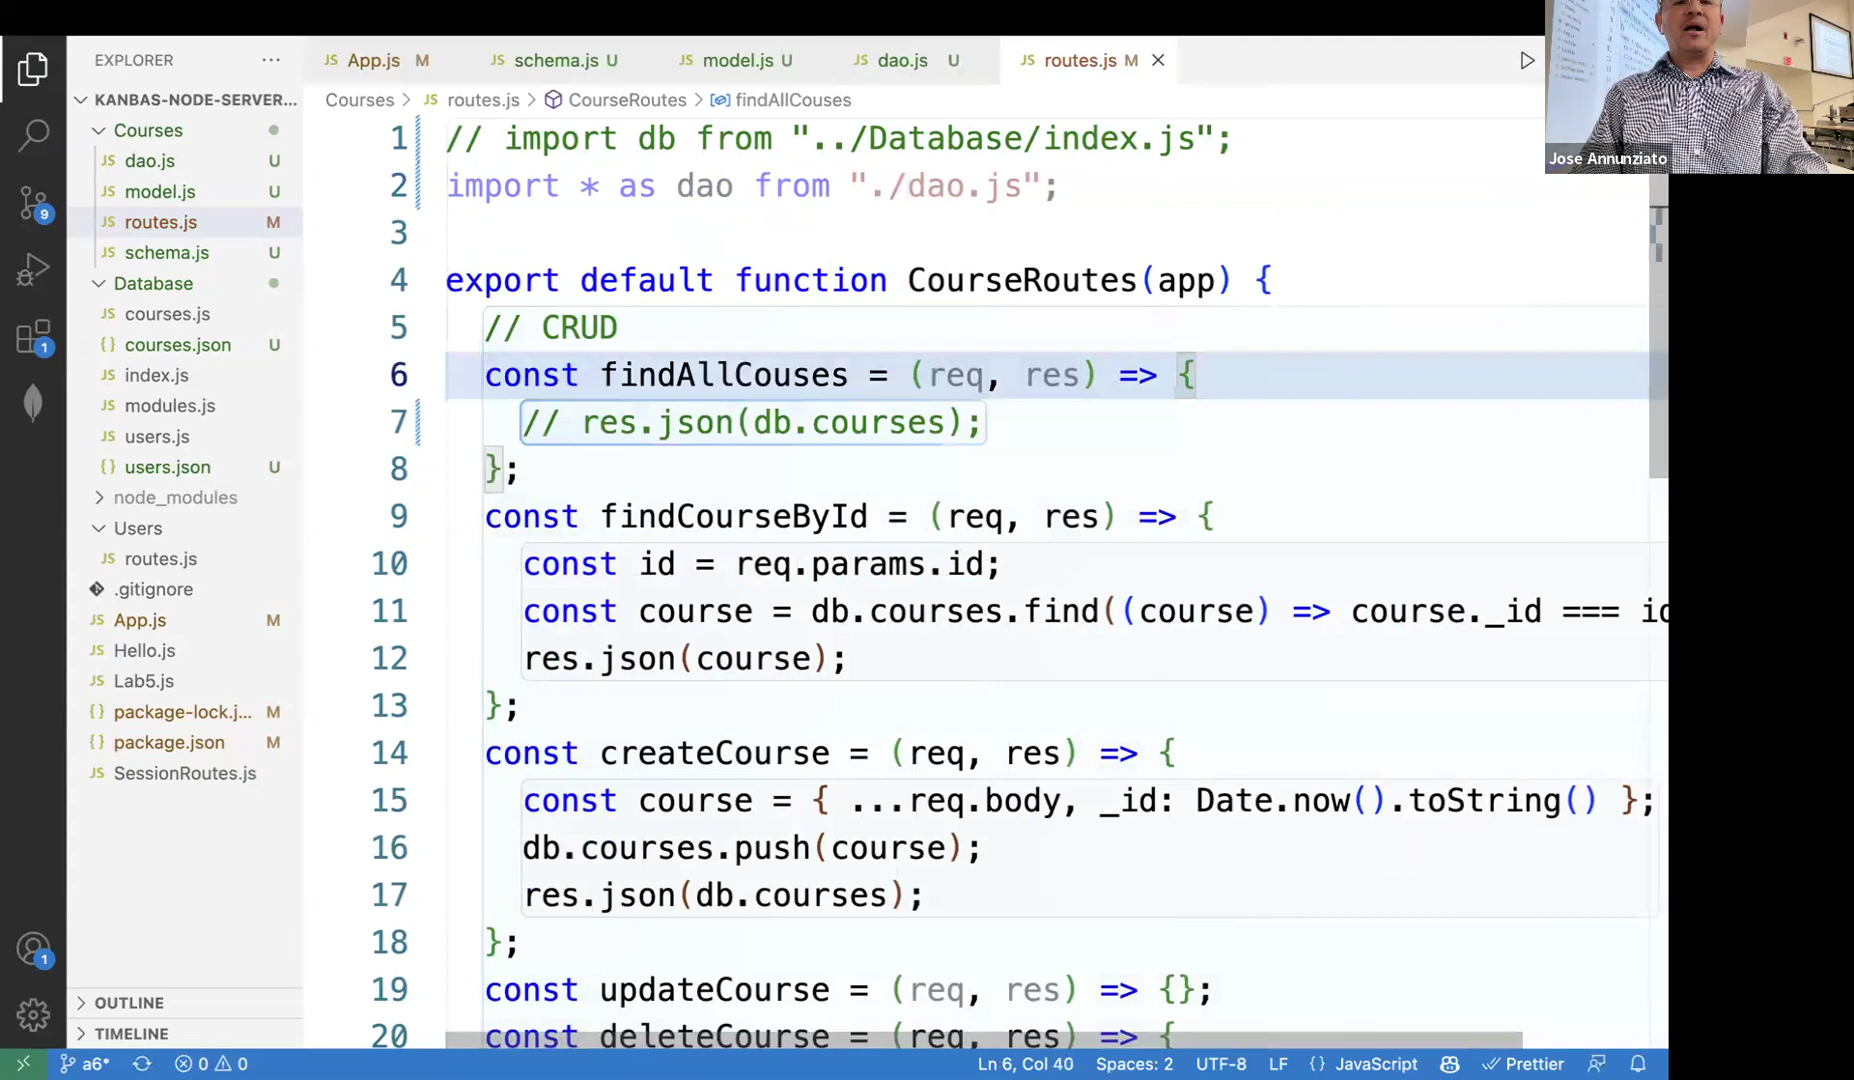 EXPLORER
KANBAS-NODE-SERVER...
Courses
dao.js U
model.js U
routes.js M
schema.js U
Database
courses.js
courses.json U
index.js
modules.js
users.js
users.json U
node_modules
Users
routes.js
.gitignore
App.js M
Hello.js
Lab5.js
package-lock.j... M
package.json M
SessionRoutes.js
OUTLINE
TIMELINE
9
1
1
App.js M
schema.js U
model.js U
dao.js U
routes.js M
Courses > JS routes.js > CourseRoutes > findAllCouses
1 // import db from "../Database/index.js";
2 import * as dao from "./dao.js";
3
4 export default function CourseRoutes(app) {
5 // CRUD
6 const findAllCouses = (req, res) => {
7 // res.json(db.courses);
8 };
9 const findCourseById = (req, res) => {
10 const id = req.params.id;
11 const course = db.courses.find((course) => course._id === id
12 res.json(course);
13 };
14 const createCourse = (req, res) => {
15 const course = { ...req.body, _id: Date.now().toString() };
16 db.courses.push(course);
17 res.json(db.courses);
18 };
19 const updateCourse = (req, res) => {};
20 const deleteCourse = (req, res) => {
Jose Annunziato
a6* 0 0 Ln 6, Col 40 Spaces: 2 UTF-8 LF {} JavaScript Prettier